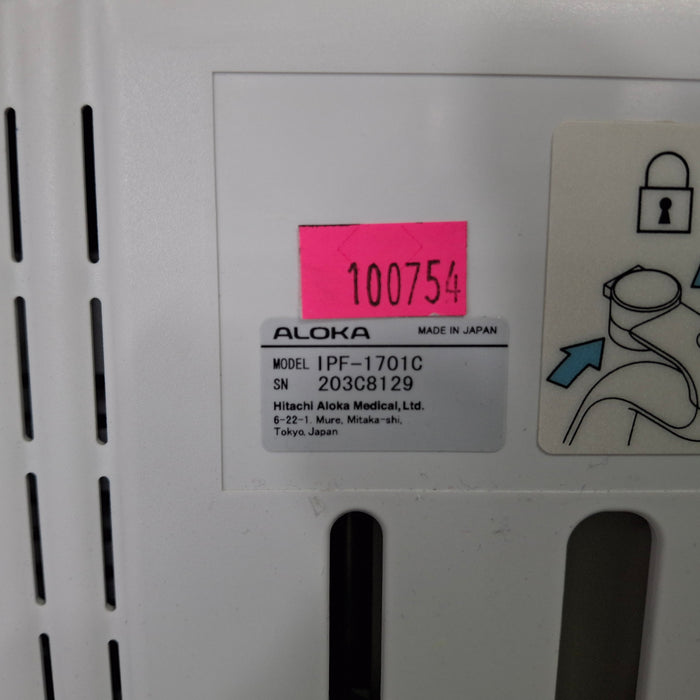 100754
ALOKA MADE IN JAPAN
MODEL IPF-1701C
SN 203C8129
Hitachi Aloka Medical, Ltd.
6-22-1. Mure, Mitaka-shi,
Tokyo, Japan